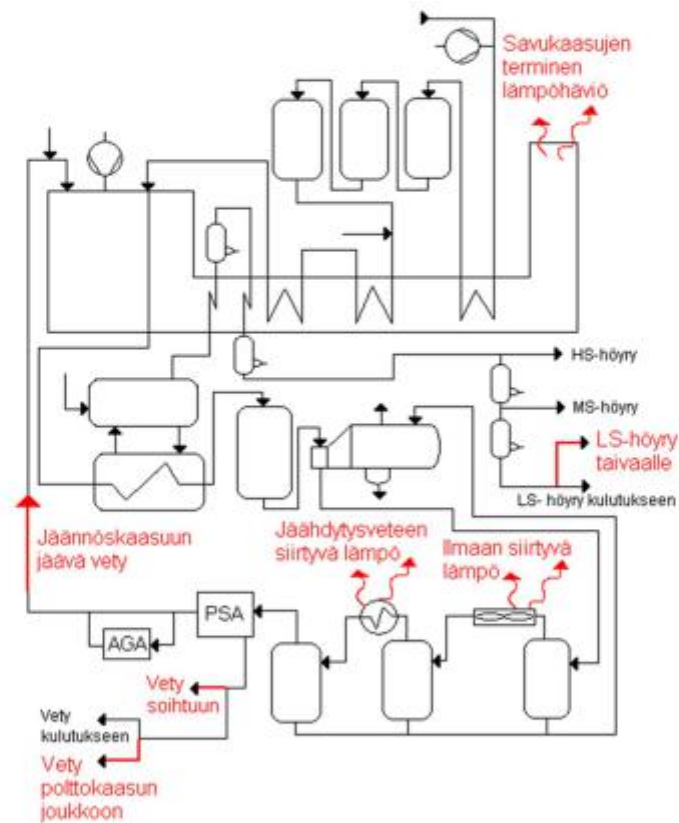 Savukaasujen
terminen
lämpöhäviö
HS-höyry
MS-höyry
LS-höyry
taivaalle
LS- höyry kulutukseen
Jäännöskaasuun
jäävä vety
Jäähdytysveteen
siirtyvä lämpö
Ilmaan siirtyvä
lämpö
PSA
AGA
Vety
soihtuun
Vety
kulutukseen
Vety
polttokaasun
joukkoon